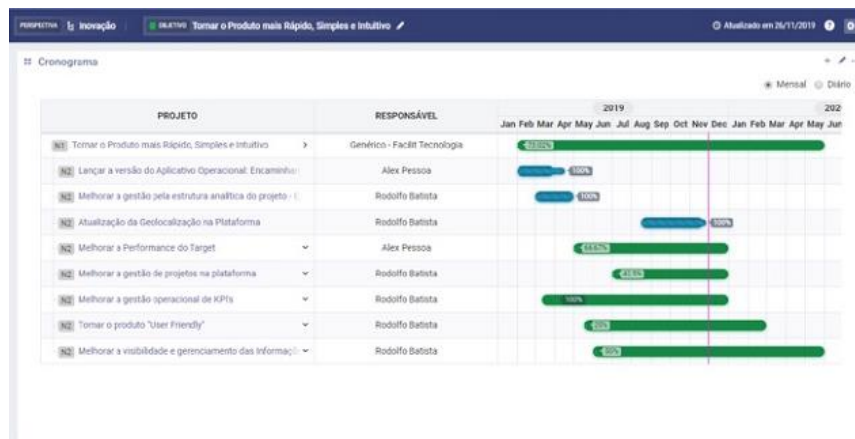 PERSPECTIVA Inovação OBJETIVO Tornar o Produto mais Rápido, Simples e Intuitivo Atualizado em 26/11/2019
Cronograma
Mensal Diário
PROJETO RESPONSÁVEL 2019 202
Jan Feb Mar Apr May Jun Jul Aug Sep Oct Nov Dec Jan Feb Mar Apr May Jun
N1 Tornar o Produto mais Rápido, Simples e Intuitivo Genérico - Facilit Tecnologia
N2 Lançar a versão do Aplicativo Operacional: Encaminhar Alex Pessoa 100%
N2 Melhorar a gestão pela estrutura analítica do projeto Rodolfo Batista 100%
N2 Atualização da Geolocalização na Plataforma Rodolfo Batista 100%
N2 Melhorar a Performance do Target Alex Pessoa
N2 Melhorar a gestão de projetos na plataforma Rodolfo Batista
N2 Melhorar a gestão operacional de KPIs Rodolfo Batista 100%
N2 Tornar o produto "User Friendly" Rodolfo Batista
N2 Melhorar a visibilidade e gerenciamento das Rodolfo Batista